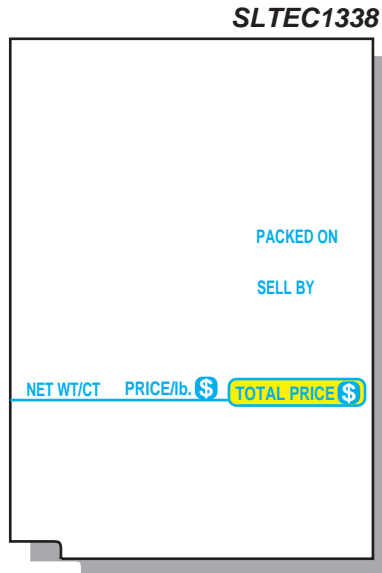 SLTEC1338
PACKED ON
SELL BY
NET WT/CT PRICE/lb. $ TOTAL PRICE $